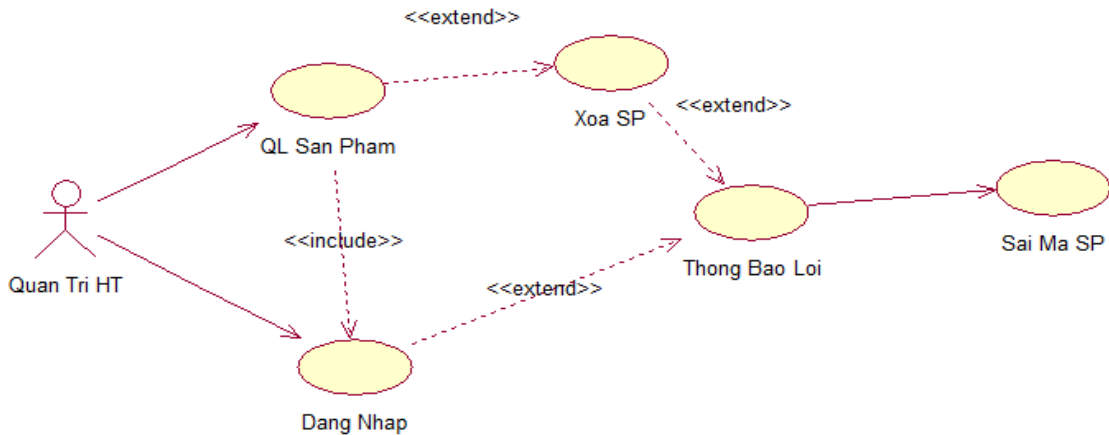 <<extend>>
Xoa SP
<<extend>>
QL San Pham
<<include>>
Quan Tri HT
Thong Bao Loi
Sai Ma SP
<<extend>>
Dang Nhap